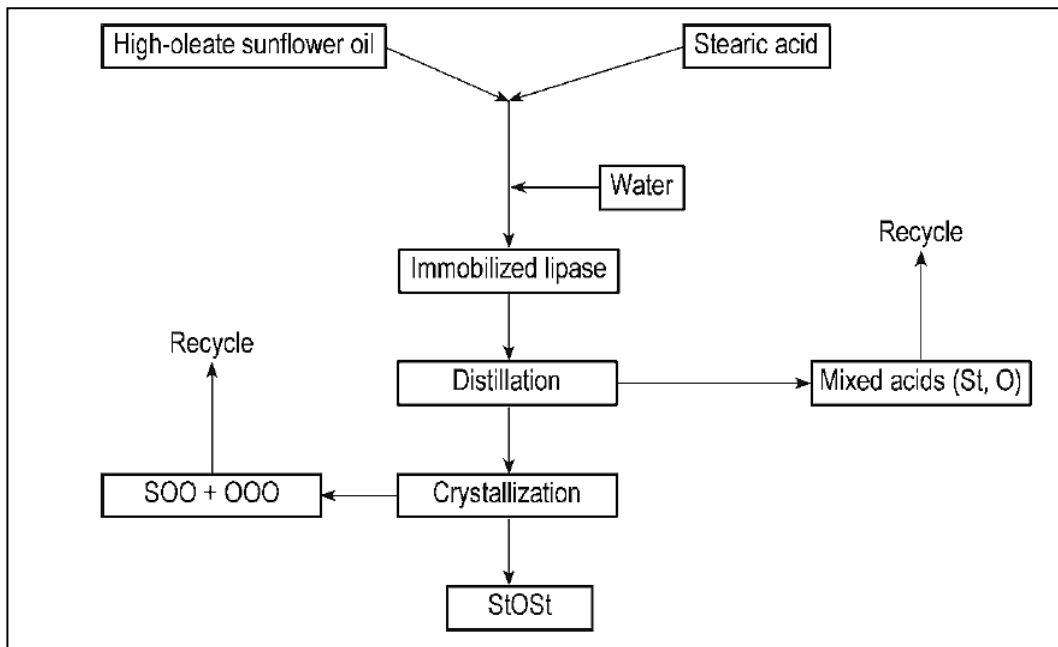 High-oleate sunflower oil
Stearic acid
Water
Immobilized lipase
Recycle
Recycle
Distillation
Mixed acids (St, O)
SOO + OOO
Crystallization
StOSt